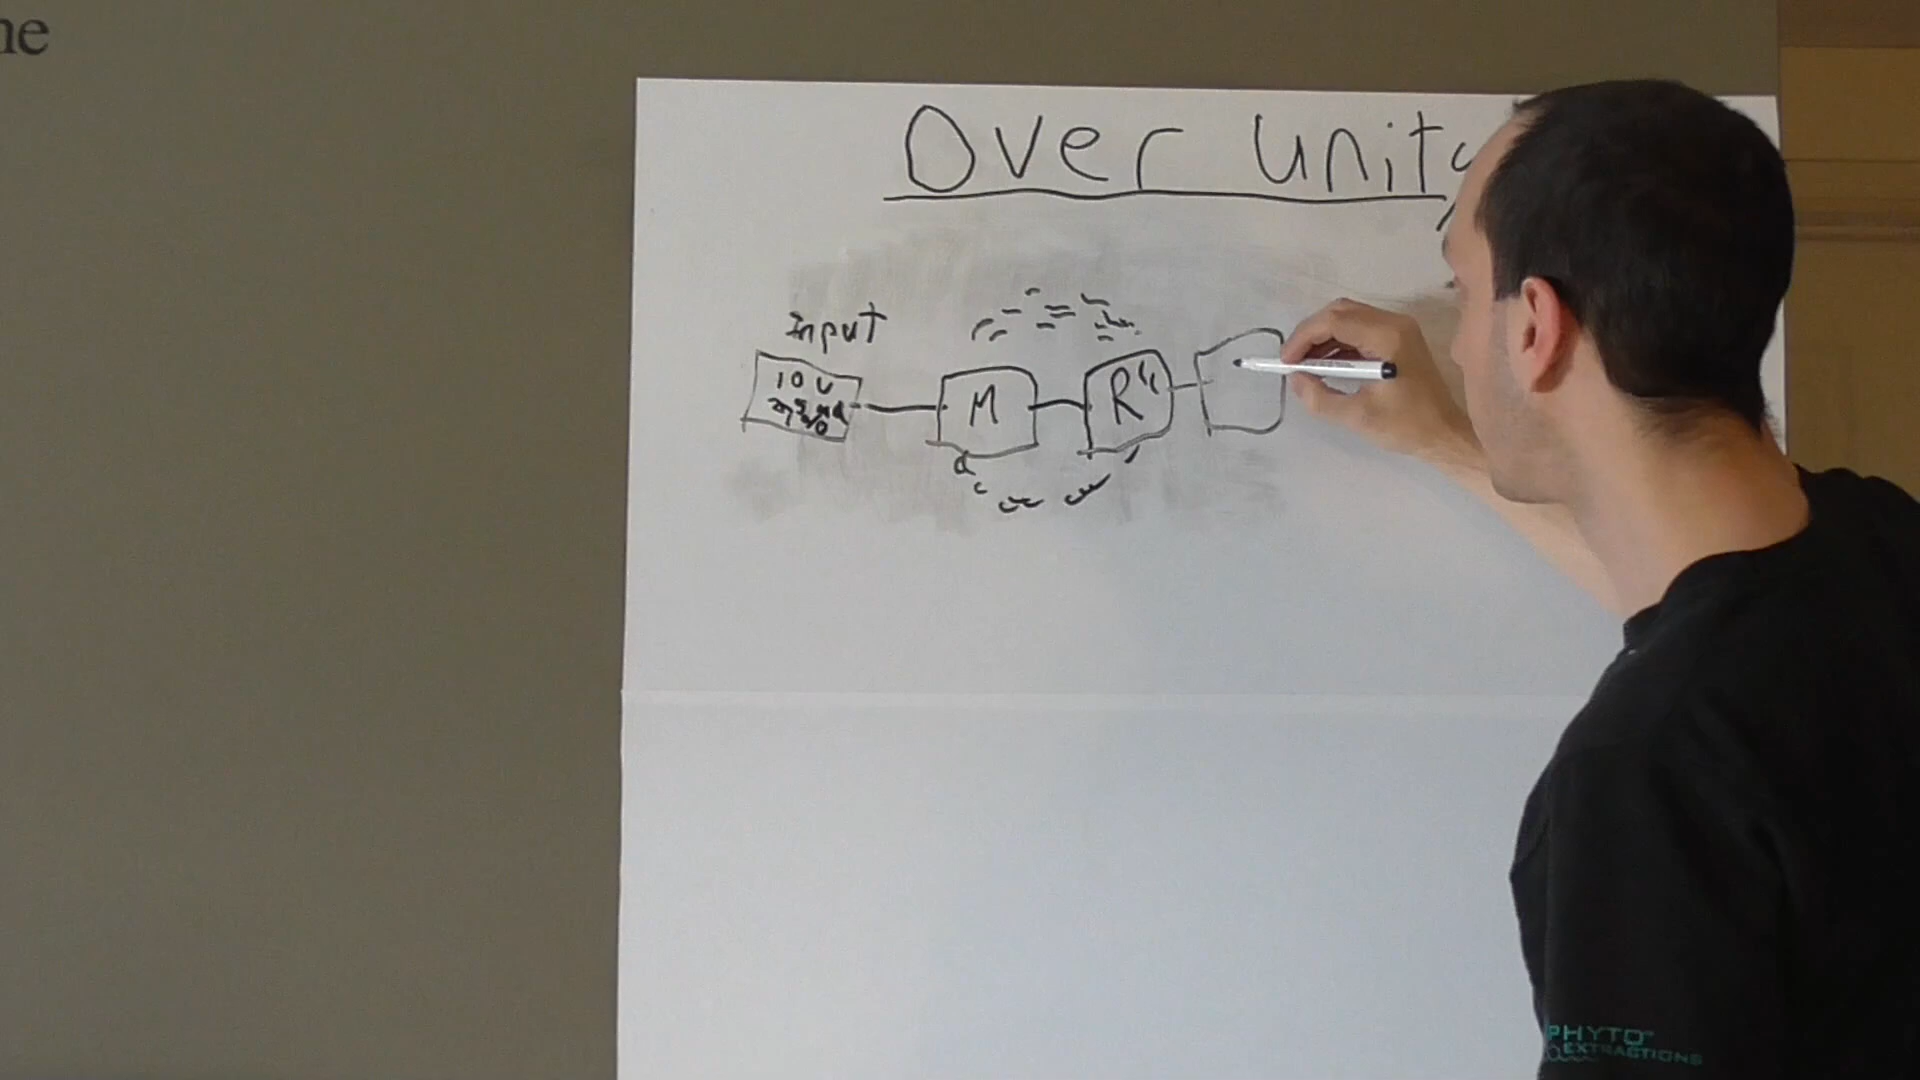 ne
Over unity
Input
10 V
M
R
PHYTO
EXTRACTIONS